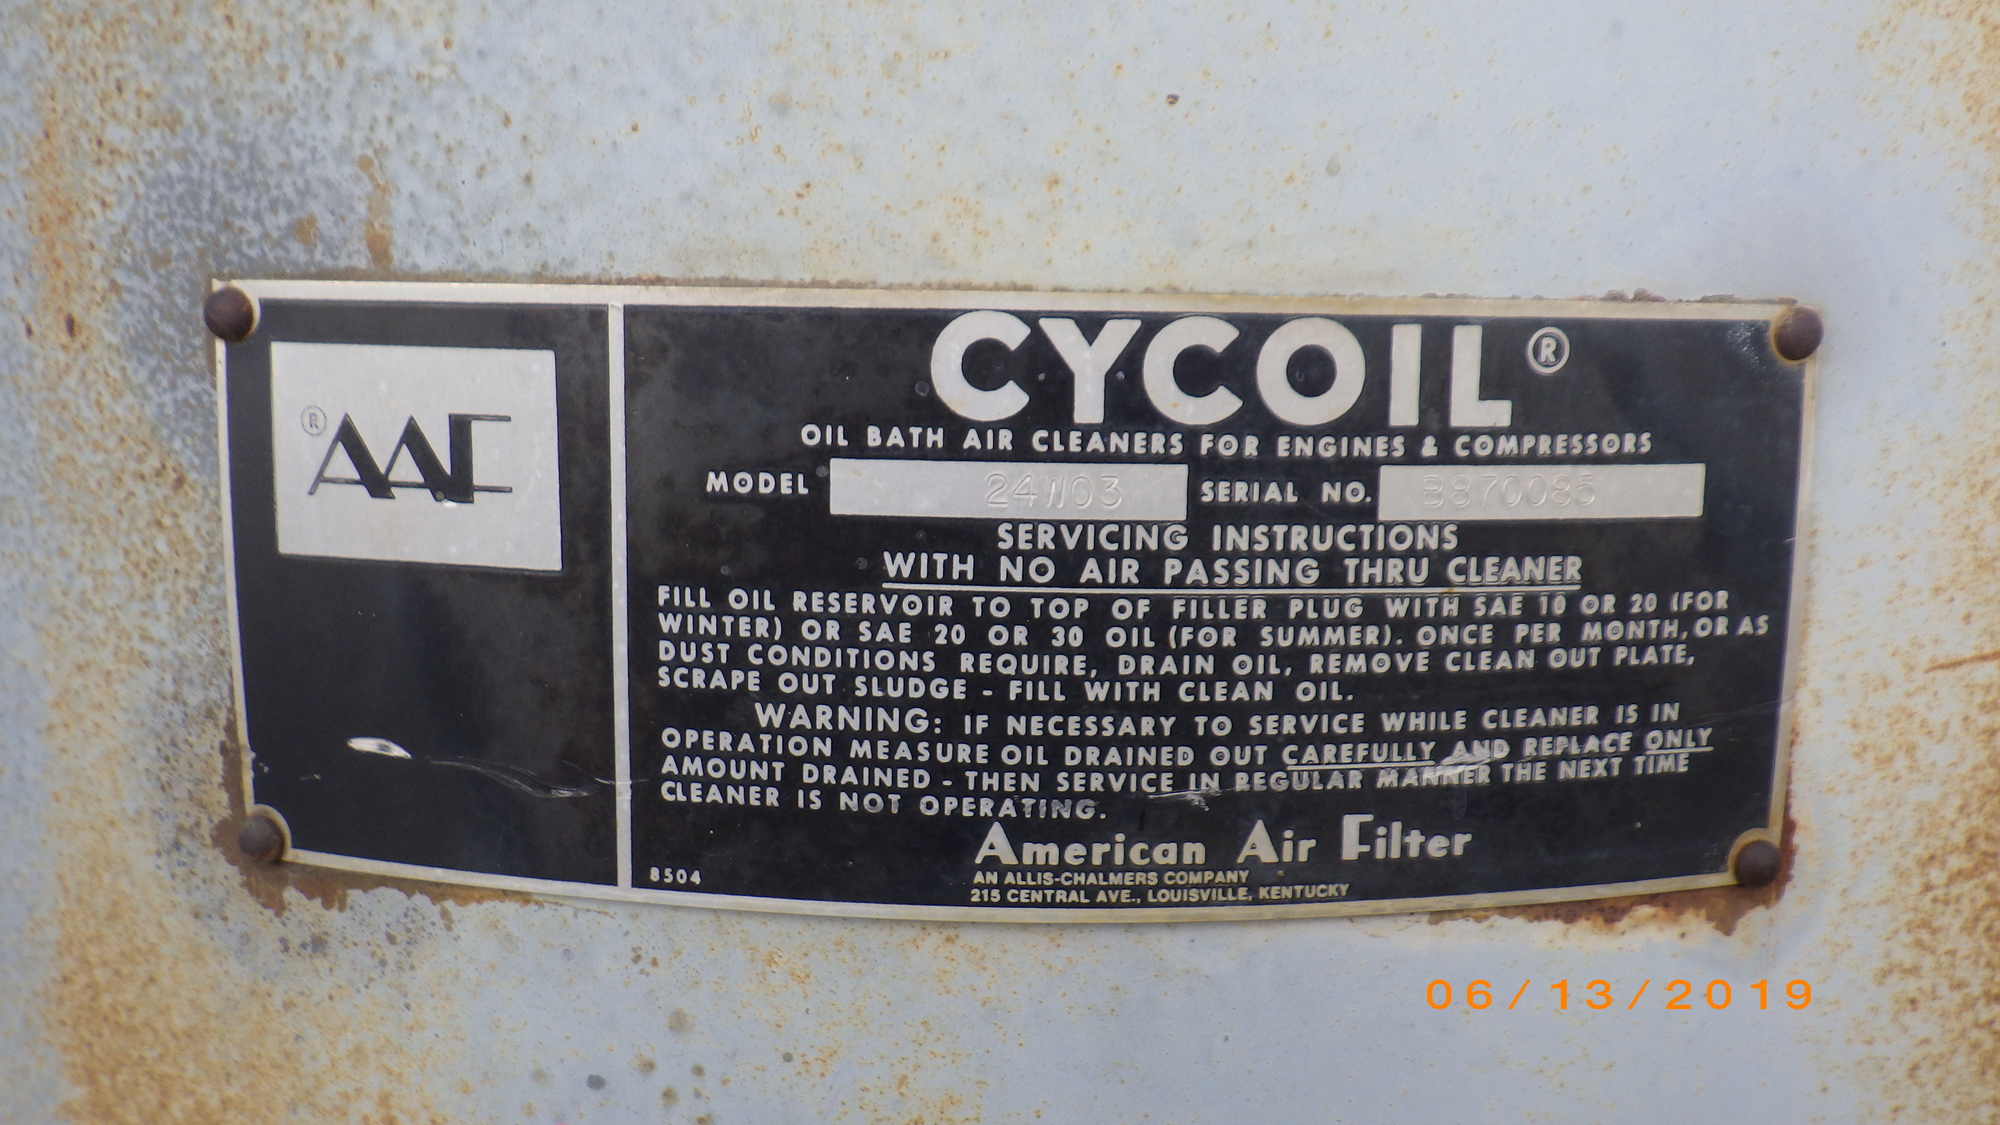 ® AAF
CYCOIL ®
OIL BATH AIR CLEANERS FOR ENGINES & COMPRESSORS
MODEL 24W03 SERIAL NO. B870085
SERVICING INSTRUCTIONS
WITH NO AIR PASSING THRU CLEANER
FILL OIL RESERVOIR TO TOP OF FILLER PLUG WITH SAE 10 OR 20 (FOR
WINTER) OR SAE 20 OR 30 OIL (FOR SUMMER). ONCE PER MONTH, OR AS
DUST CONDITIONS REQUIRE, DRAIN OIL, REMOVE CLEAN OUT PLATE,
SCRAPE OUT SLUDGE - FILL WITH CLEAN OIL.
WARNING: IF NECESSARY TO SERVICE WHILE CLEANER IS IN
OPERATION MEASURE OIL DRAINED OUT CAREFULLY AND REPLACE ONLY
AMOUNT DRAINED - THEN SERVICE IN REGULAR MANNER THE NEXT TIME
CLEANER IS NOT OPERATING.
American Air Filter
8504
AN ALLIS-CHALMERS COMPANY
215 CENTRAL AVE., LOUISVILLE, KENTUCKY
06/13/2019